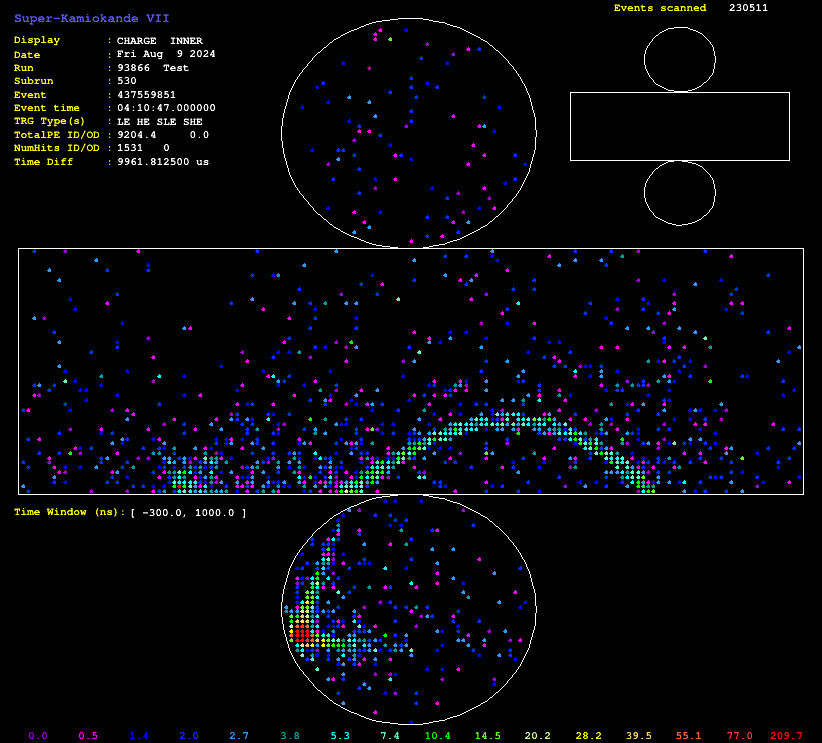 Super-Kamiokande VII
Events scanned 230511
Display : CHARGE INNER
Date : Fri Aug 9 2024
Run : 93866 Test
Subrun : 530
Event : 437559851
Event time : 04:10:47.000000
TRG Type(s) : LE HE SLE SHE
TotalPE ID/OD : 9204.4 0.0
NumHits ID/OD : 1531 0
Time Diff : 9961.812500 us
Time Window (ns): [ -300.0, 1000.0 ]
0.0 0.5 1.4 2.0 2.7 3.8 5.3 7.4 10.4 14.5 20.2 28.2 39.5 55.1 77.0 209.7